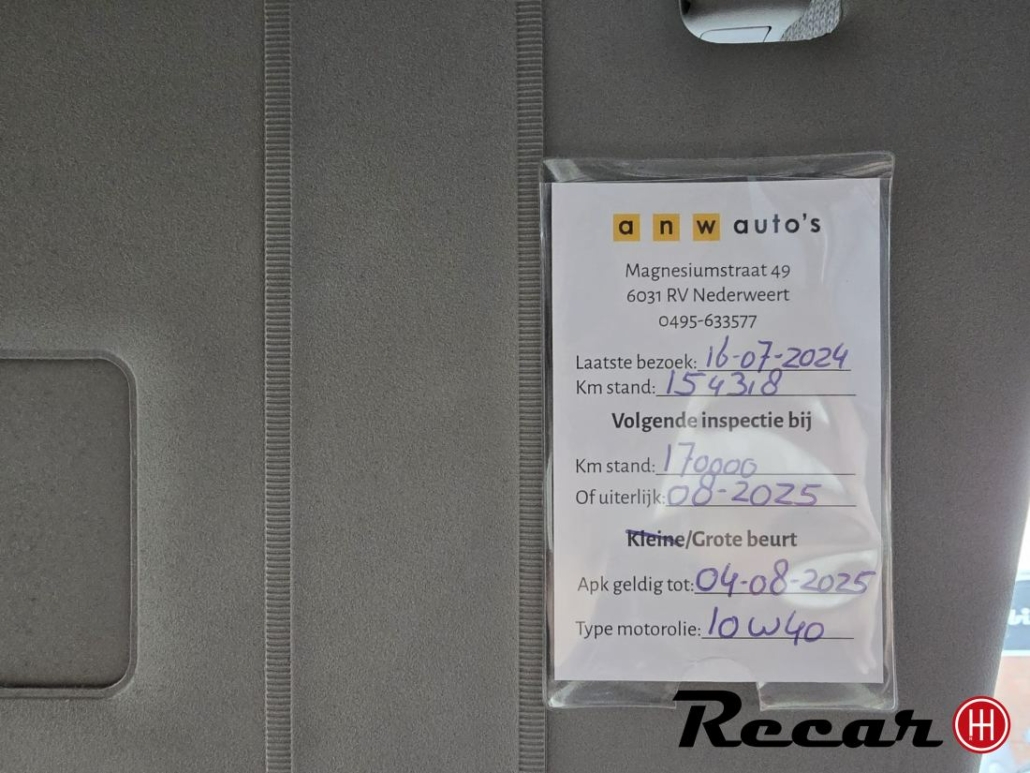 anw auto's
Magnesiumstraat 49
6031 RV Nederweert
0495-633577
Laatste bezoek: 16-07-2024
Km stand: 154318
Volgende inspectie bij
Km stand: 170000
Of uiterlijk: 08-2025
Kleine/Grote beurt
Apk geldig tot: 04-08-2025
Type motorolie: 10W40
Recar